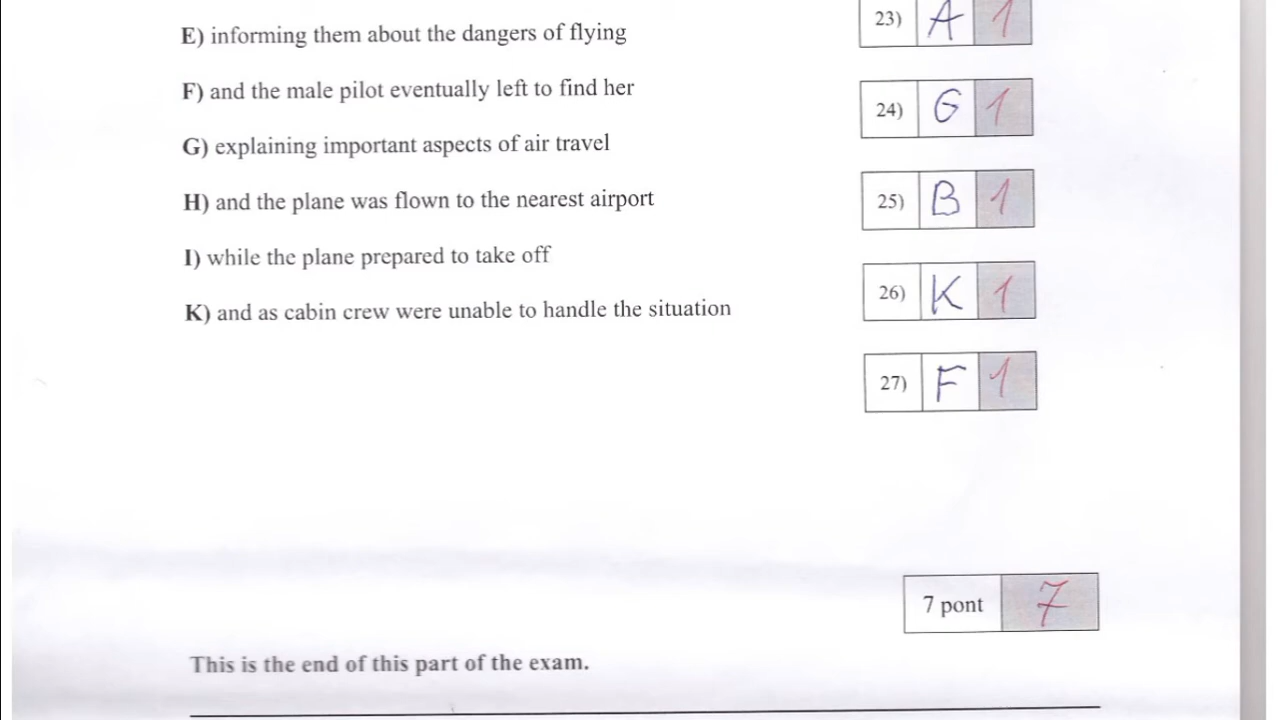 E) informing them about the dangers of flying
23) A 1
F) and the male pilot eventually left to find her
24) G 1
G) explaining important aspects of air travel
H) and the plane was flown to the nearest airport
25) B 1
I) while the plane prepared to take off
26) K 1
K) and as cabin crew were unable to handle the situation
27) F 1
7 pont 7
This is the end of this part of the exam.